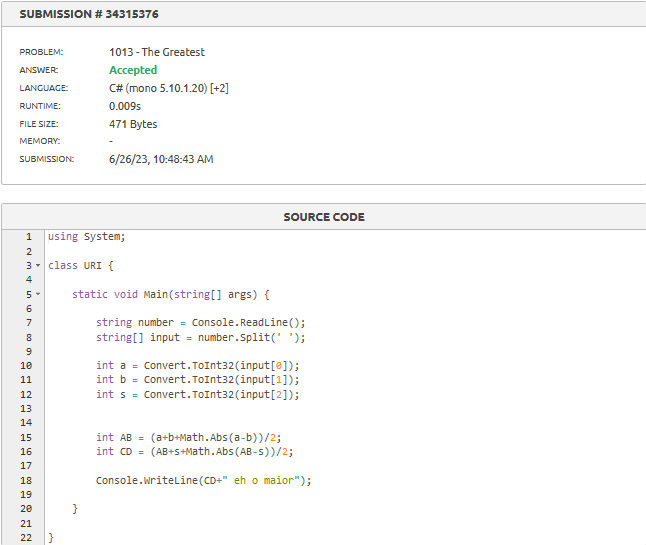 SUBMISSION # 34315376
PROBLEM: 1013 - The Greatest
ANSWER: Accepted
LANGUAGE: C# (mono 5.10.1.20) [+2]
RUNTIME: 0.009s
FILE SIZE: 471 Bytes
MEMORY: -
SUBMISSION: 6/26/23, 10:48:43 AM
SOURCE CODE
1 using System;
2
3 class URI {
4
5     static void Main(string[] args) {
6
7         string number = Console.ReadLine();
8         string[] input = number.Split(' ');
9
10         int a = Convert.ToInt32(input[0]);
11         int b = Convert.ToInt32(input[1]);
12         int s = Convert.ToInt32(input[2]);
13
14
15         int AB = (a+b+Math.Abs(a-b))/2;
16         int CD = (AB+s+Math.Abs(AB-s))/2;
17
18         Console.WriteLine(CD+" eh o maior");
19
20     }
21
22 }